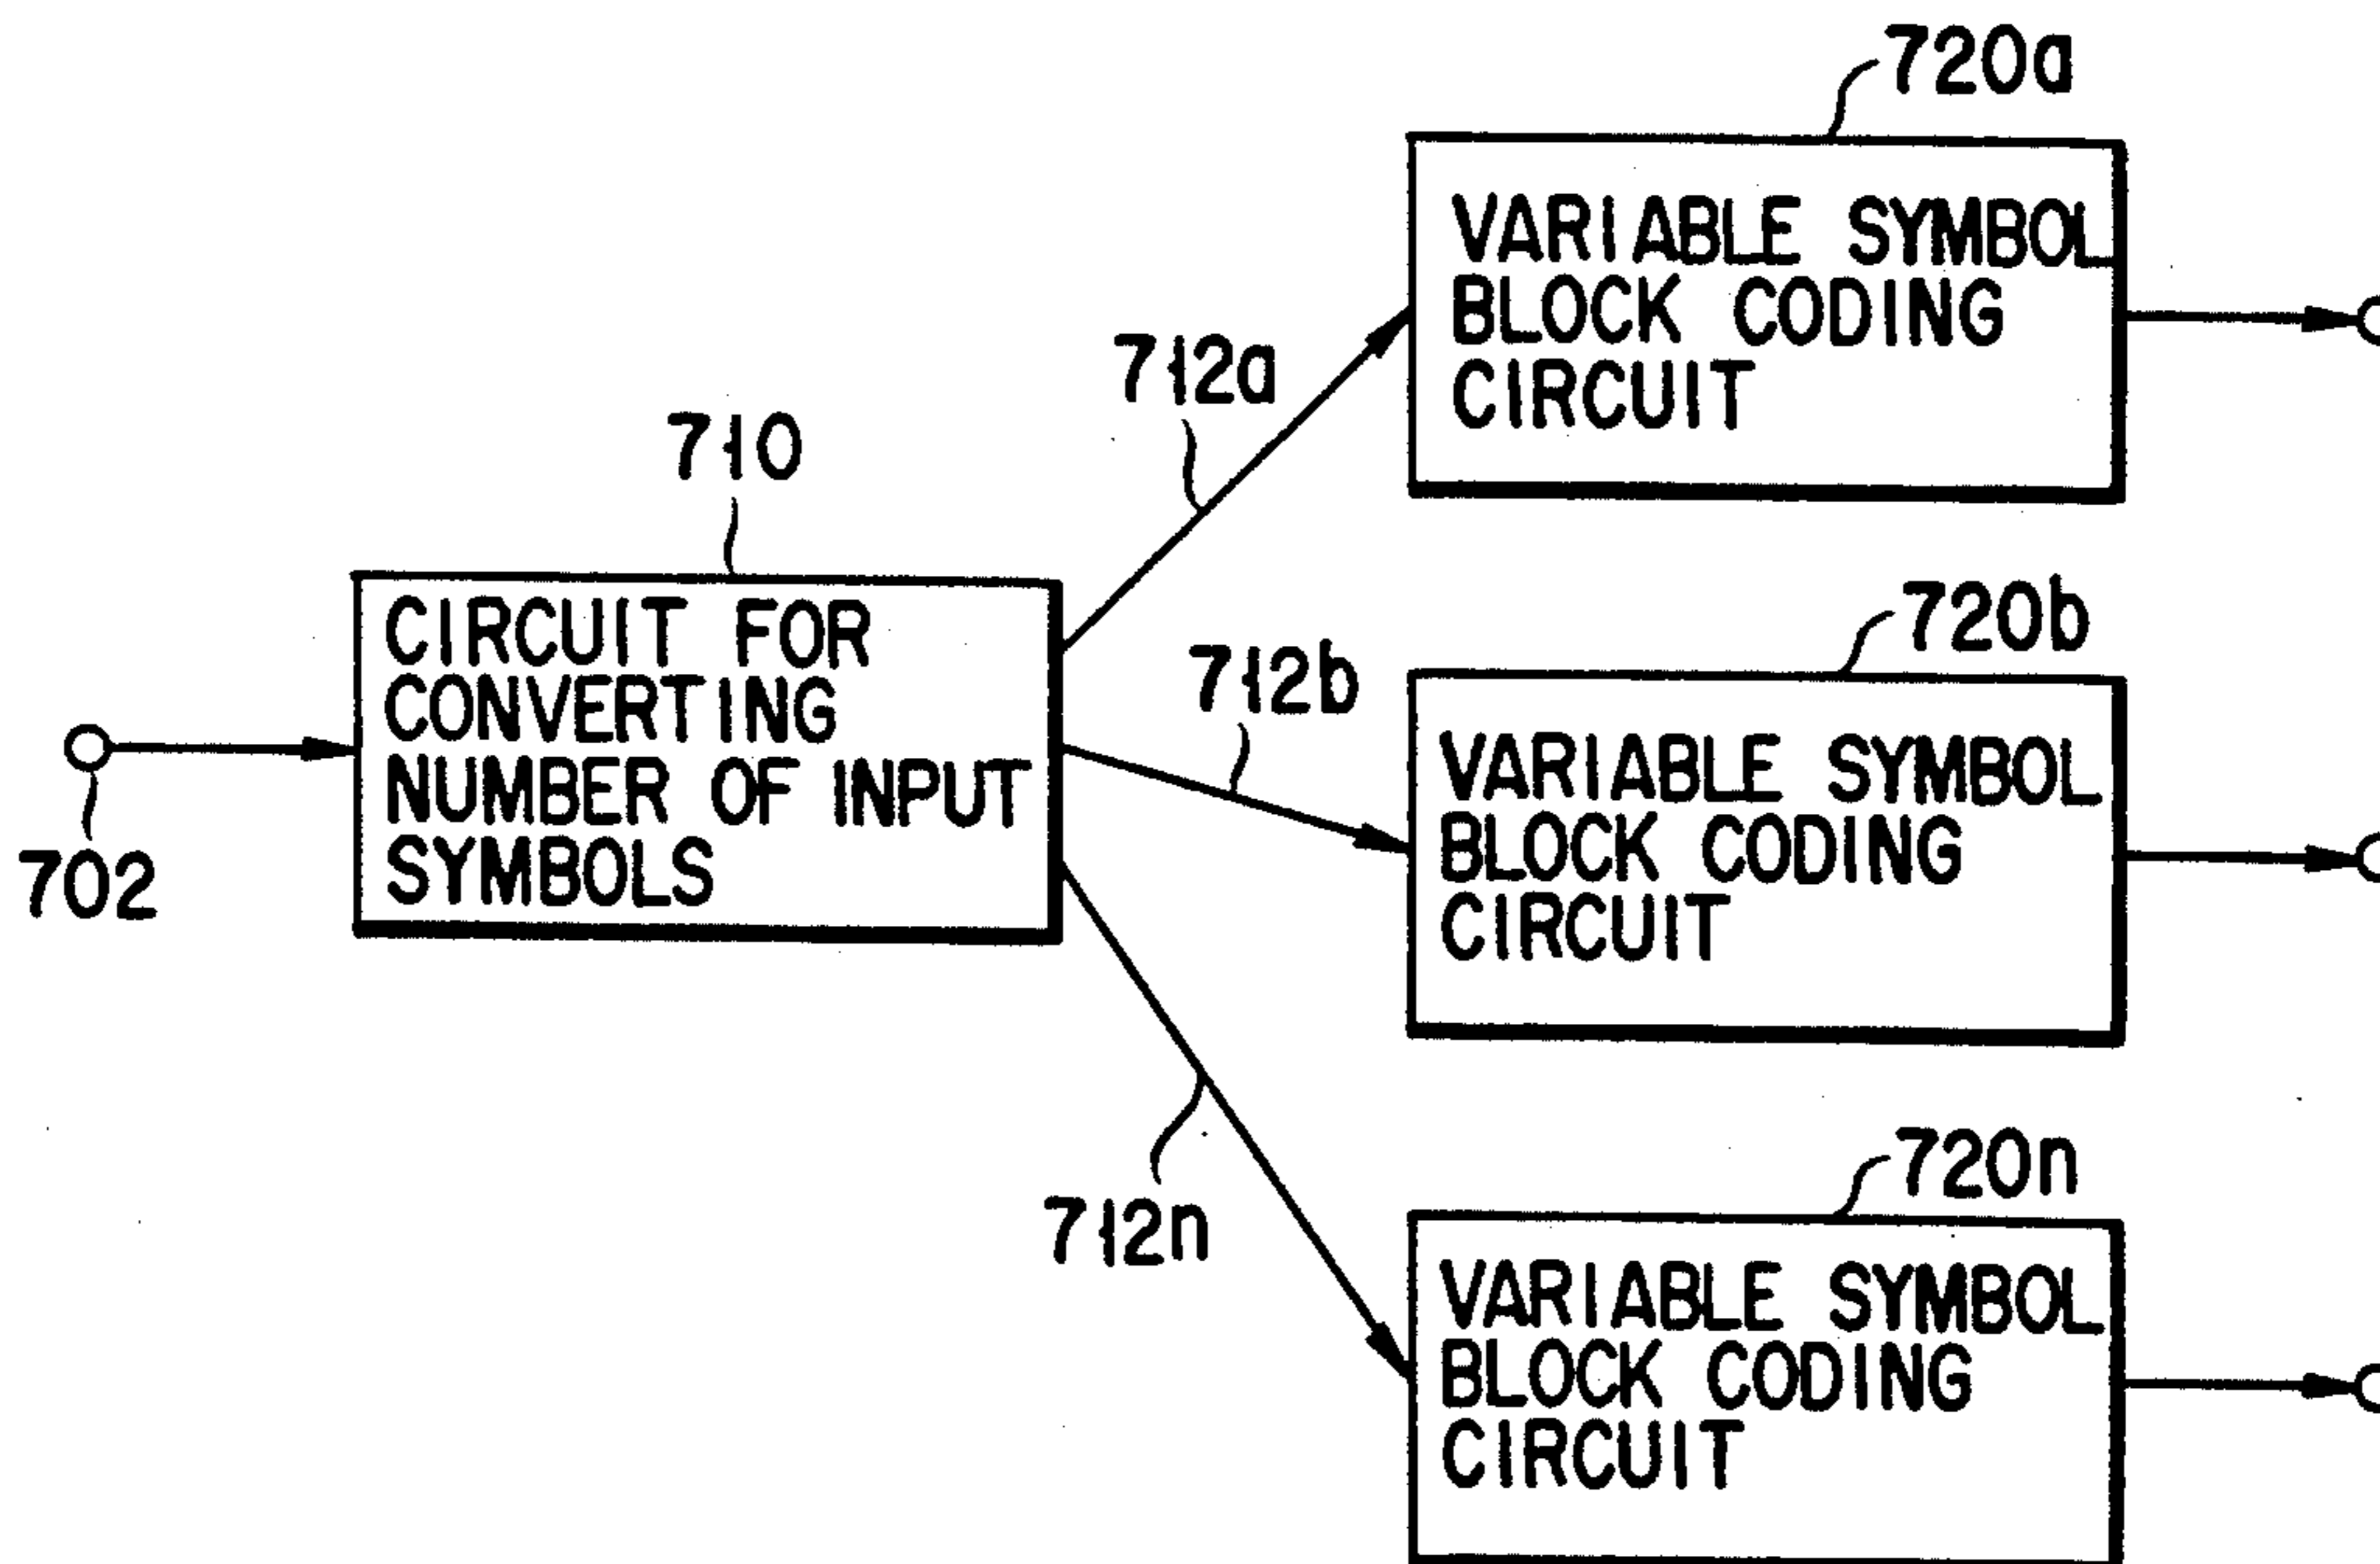 720a
VARIABLE SYMBOL
BLOCK CODING
CIRCUIT
712a
710
CIRCUIT FOR
CONVERTING
NUMBER OF INPUT
SYMBOLS
702
720b
712b
VARIABLE SYMBOL
BLOCK CODING
CIRCUIT
720n
712n
VARIABLE SYMBOL
BLOCK CODING
CIRCUIT